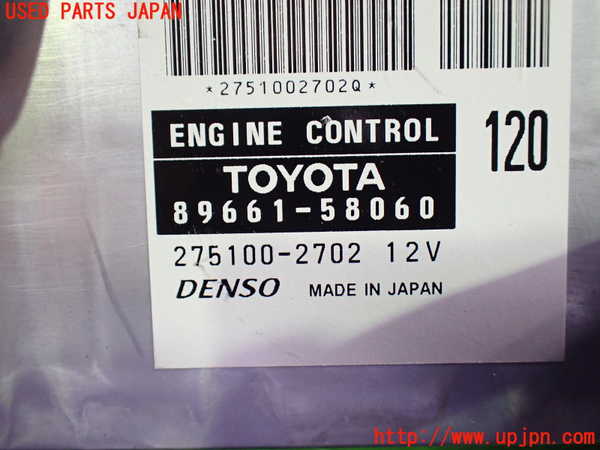 USED PARTS JAPAN
*2751002702Q*
ENGINE CONTROL
120
TOYOTA
89661-58060
275100-2702 12V
DENSO MADE IN JAPAN
http://www.upjpn.com/